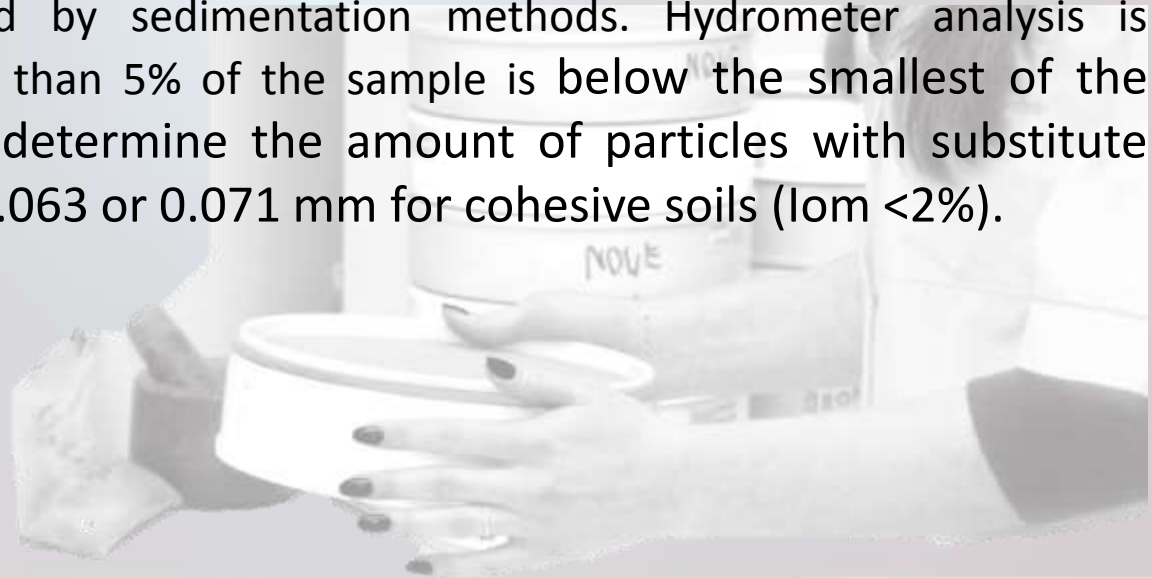 d by sedimentation methods. Hydrometer analysis is
than 5% of the sample is below the smallest of the
determine the amount of particles with substitute
.063 or 0.071 mm for cohesive soils (Iom <2%).
NOVE